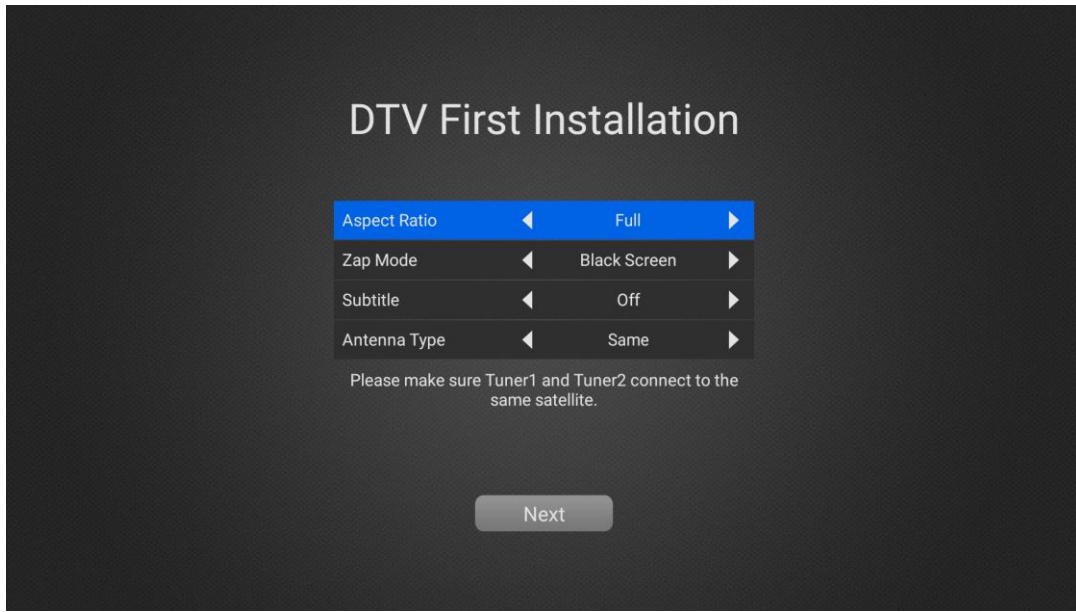 DTV First Installation
Aspect Ratio Full
Zap Mode Black Screen
Subtitle Off
Antenna Type Same
Please make sure Tuner1 and Tuner2 connect to the
same satellite.
Next